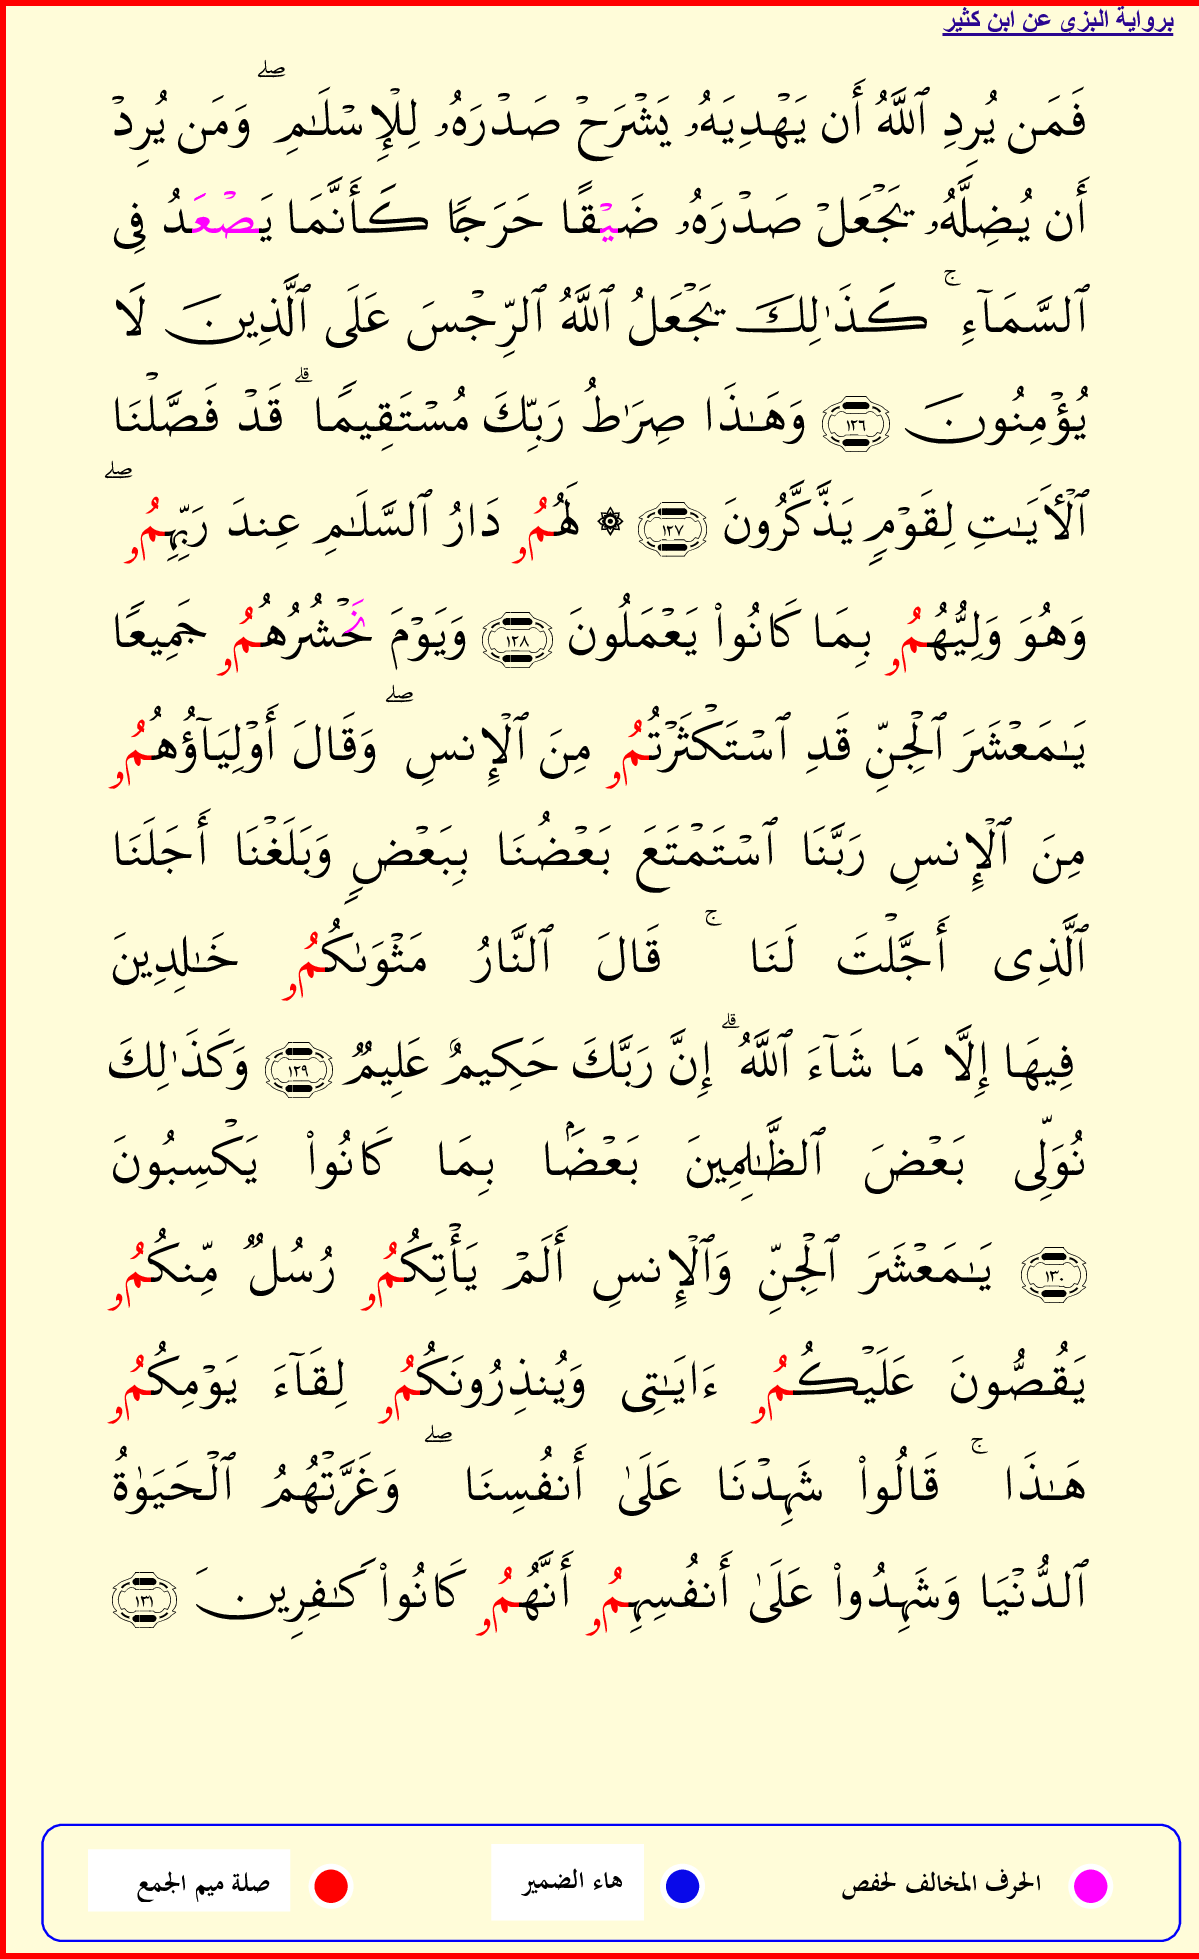 برواية البزى عن ابن كثير
فَمَن يُرِدِ ٱللَّهُ أَن يَهْدِيَهُۥ يَشْرَحْ صَدْرَهُۥ لِلْإِسْلَـٰمِ ۖ وَمَن يُرِدْ
أَن يُضِلَّهُۥ يَجْعَلْ صَدْرَهُۥ ضَيْقًا حَرَجًا كَأَنَّمَا يَصْعَدُ فِى
ٱلسَّمَآءِ ۚ كَذَٰلِكَ يَجْعَلُ ٱللَّهُ ٱلرِّجْسَ عَلَى ٱلَّذِينَ لَا
يُؤْمِنُونَ ١٢٦ وَهَـٰذَا صِرَٰطُ رَبِّكَ مُسْتَقِيمًا ۗ قَدْ فَصَّلْنَا
ٱلْأَيَـٰتِ لِقَوْمٍ يَذَّكَّرُونَ ١٢٧ ۞ لَهُمُۥ دَارُ ٱلسَّلَـٰمِ عِندَ رَبِّهِمُۥ ۖ
وَهُوَ وَلِيُّهُمُۥ بِمَا كَانُوا۟ يَعْمَلُونَ ١٢٨ وَيَوْمَ نَحْشُرُهُمُۥ جَمِيعًا
يَـٰمَعْشَرَ ٱلْجِنِّ قَدِ ٱسْتَكْثَرْتُمُۥ مِنَ ٱلْإِنسِ ۖ وَقَالَ أَوْلِيَآؤُهُمُۥ
مِنَ ٱلْإِنسِ رَبَّنَا ٱسْتَمْتَعَ بَعْضُنَا بِبَعْضٍ وَبَلَغْنَا أَجَلَنَا
ٱلَّذِى أَجَّلْتَ لَنَا ۚ قَالَ ٱلنَّارُ مَثْوَىٰكُمُۥ خَـٰلِدِينَ
فِيهَا إِلَّا مَا شَآءَ ٱللَّهُ ۗ إِنَّ رَبَّكَ حَكِيمٌ عَلِيمٌ ١٢٩ وَكَذَٰلِكَ
نُوَلِّى بَعْضَ ٱلظَّـٰلِمِينَ بَعْضًۢا بِمَا كَانُوا۟ يَكْسِبُونَ
١٣٠ يَـٰمَعْشَرَ ٱلْجِنِّ وَٱلْإِنسِ أَلَمْ يَأْتِكُمُۥ رُسُلٌ مِّنكُمُۥ
يَقُصُّونَ عَلَيْكُمُۥ ءَايَـٰتِى وَيُنذِرُونَكُمُۥ لِقَآءَ يَوْمِكُمُۥ
هَـٰذَا ۚ قَالُوا۟ شَهِدْنَا عَلَىٰ أَنفُسِنَا ۖ وَغَرَّتْهُمُ ٱلْحَيَوٰةُ
ٱلدُّنْيَا وَشَهِدُوا۟ عَلَىٰ أَنفُسِهِمُۥ أَنَّهُمُۥ كَانُوا۟ كَـٰفِرِينَ ١٣١
الحرف المخالف لحفص هاء الضمير صلة ميم الجمع